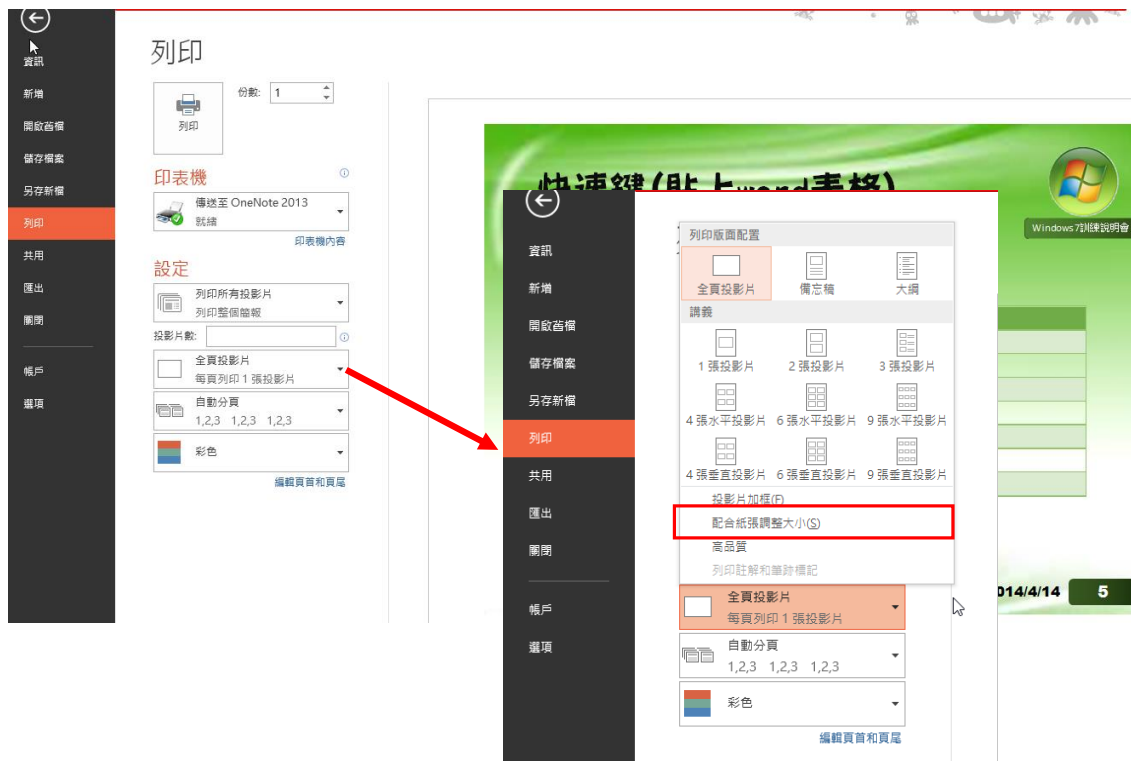 列印
資訊
新增
開啟舊檔
儲存檔案
另存新檔
列印
共用
匯出
關閉
帳戶
選項
份數: 1
列印
印表機
傳送至 OneNote 2013
就緒
印表機內容
設定
列印所有投影片
列印整個簡報
投影片數:
全頁投影片
每頁列印 1 張投影片
自動分頁
1,2,3 1,2,3 1,2,3
彩色
編輯頁首和頁尾
快速鍵(貼上word表格)
Windows 7訓練說明會
014/4/14 5
資訊
新增
開啟舊檔
儲存檔案
另存新檔
列印
共用
匯出
關閉
帳戶
選項
列印版面配置
全頁投影片 備忘稿 大綱
講義
1 張投影片 2 張投影片 3 張投影片
4 張水平投影片 6 張水平投影片 9 張水平投影片
4 張垂直投影片 6 張垂直投影片 9 張垂直投影片
投影片加框(F)
配合紙張調整大小(S)
高品質
列印註解和筆跡標記
全頁投影片
每頁列印 1 張投影片
自動分頁
1,2,3 1,2,3 1,2,3
彩色
編輯頁首和頁尾